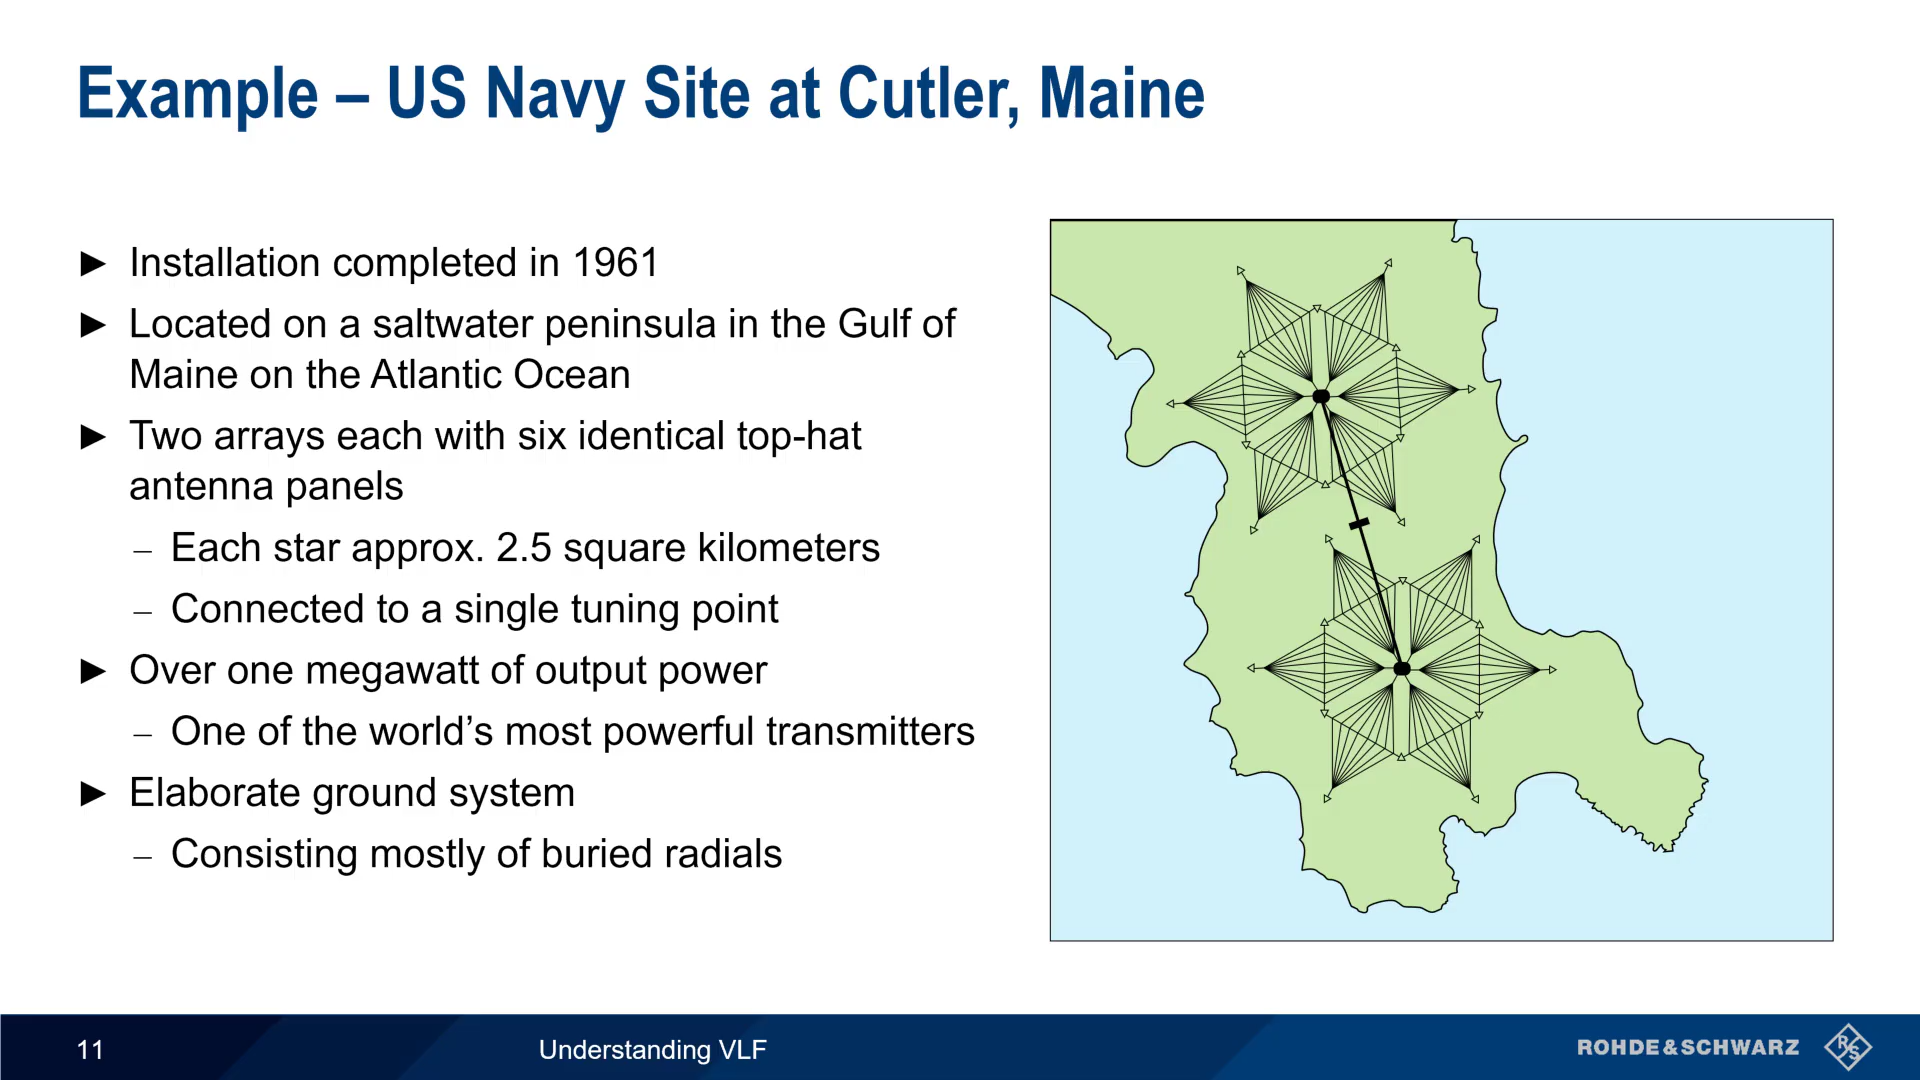 Example – US Navy Site at Cutler, Maine
► Installation completed in 1961
► Located on a saltwater peninsula in the Gulf of
Maine on the Atlantic Ocean
► Two arrays each with six identical top-hat
antenna panels
– Each star approx. 2.5 square kilometers
– Connected to a single tuning point
► Over one megawatt of output power
– One of the world’s most powerful transmitters
► Elaborate ground system
– Consisting mostly of buried radials
11
Understanding VLF
ROHDE&SCHWARZ
R&S